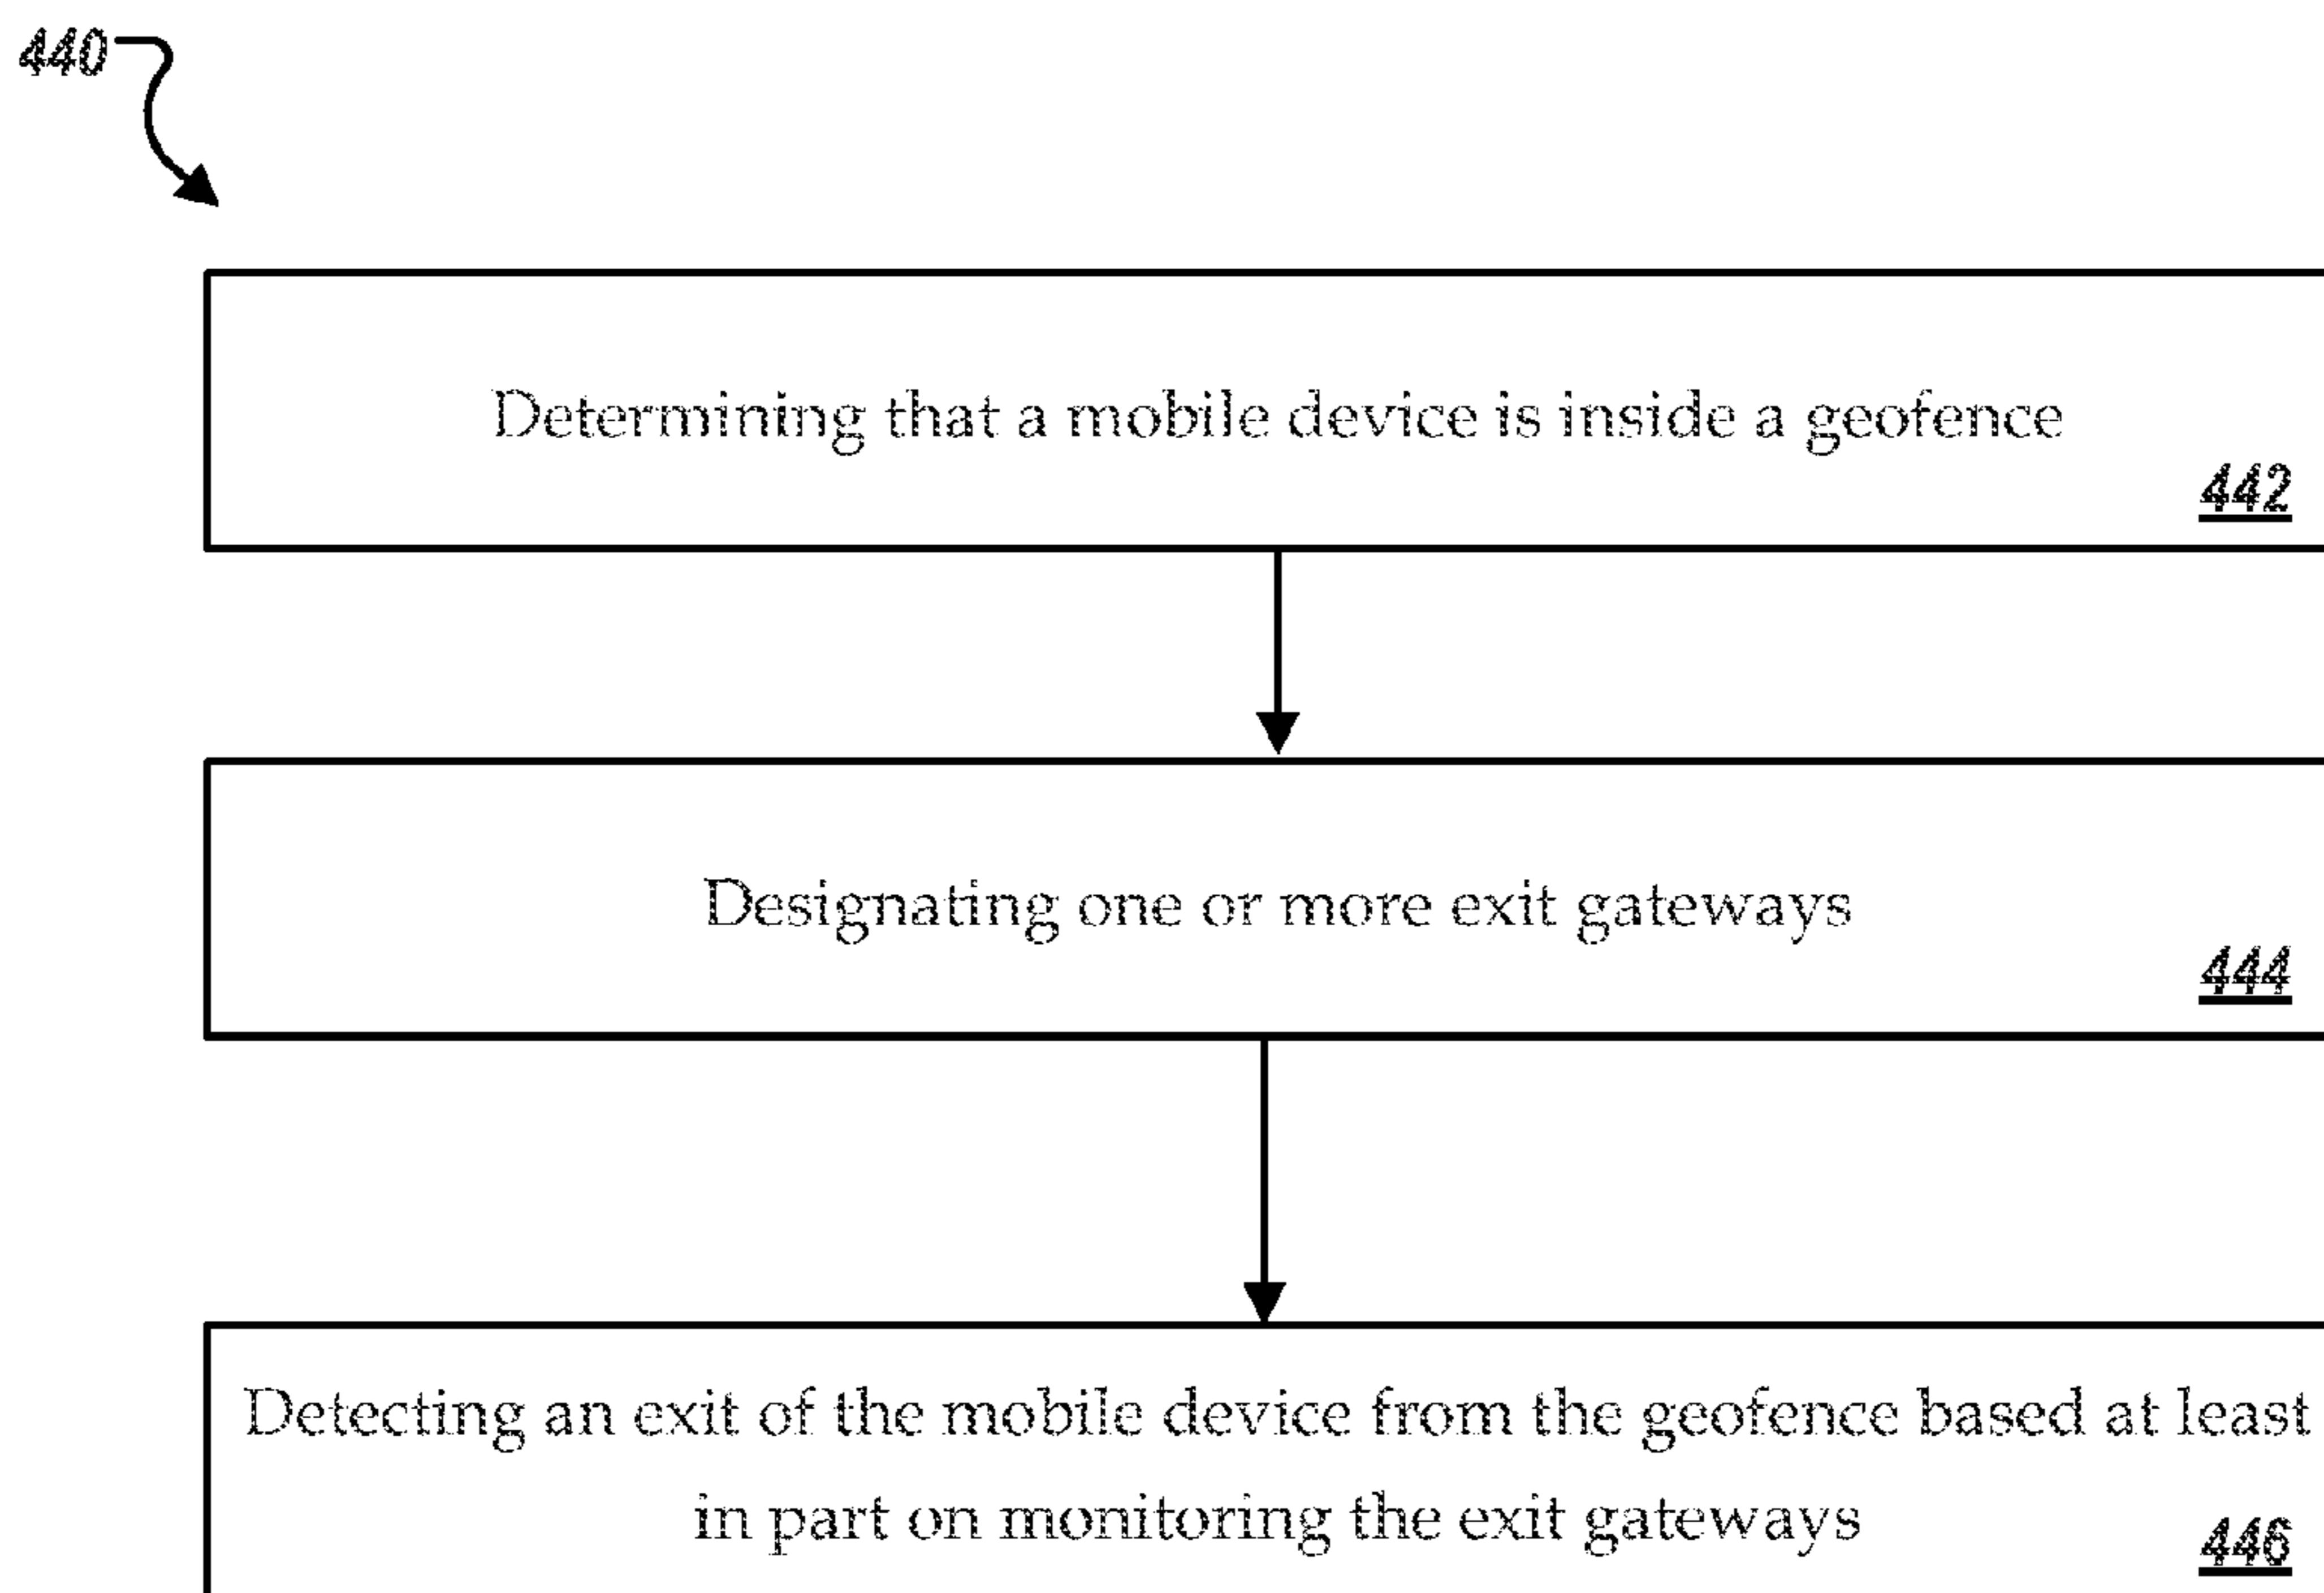 440
Determining that a mobile device is inside a geofence
442
Designating one or more exit gateways
444
Detecting an exit of the mobile device from the geofence based at least
in part on monitoring the exit gateways
446